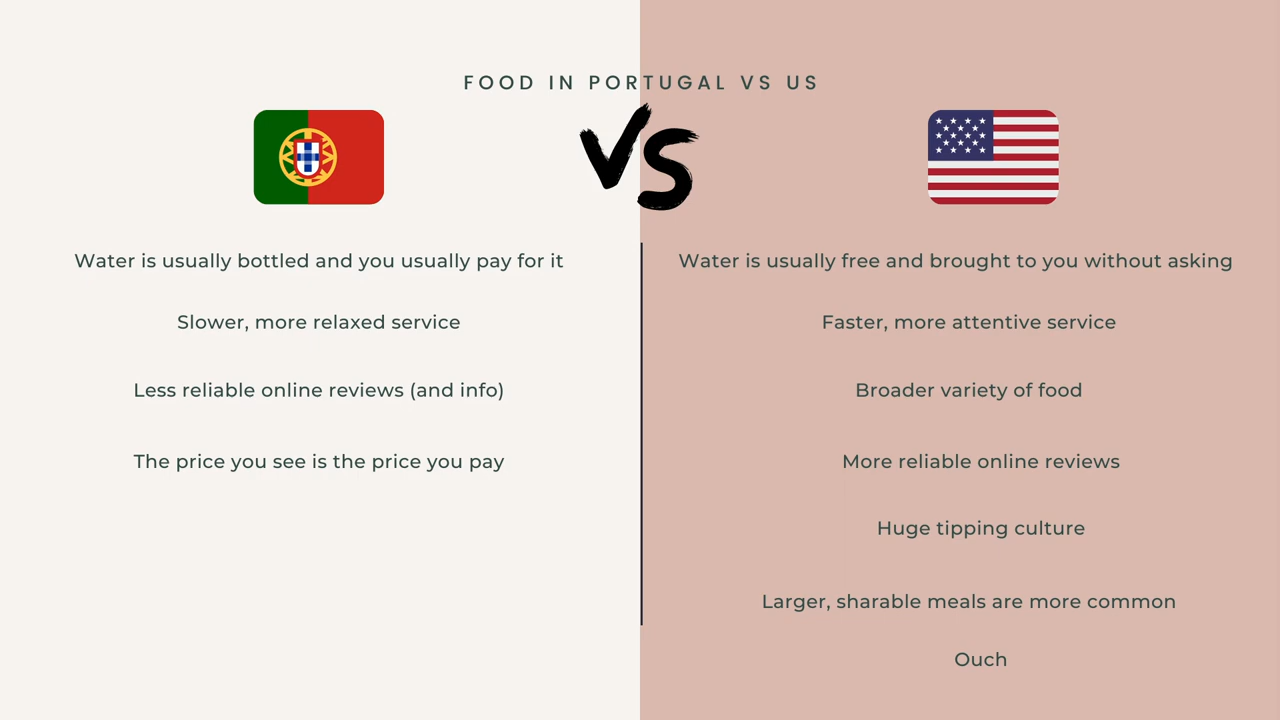 FOOD IN PORTUGAL VS US
VS
Water is usually bottled and you usually pay for it
Slower, more relaxed service
Less reliable online reviews (and info)
The price you see is the price you pay
Water is usually free and brought to you without asking
Faster, more attentive service
Broader variety of food
More reliable online reviews
Huge tipping culture
Larger, sharable meals are more common
Ouch